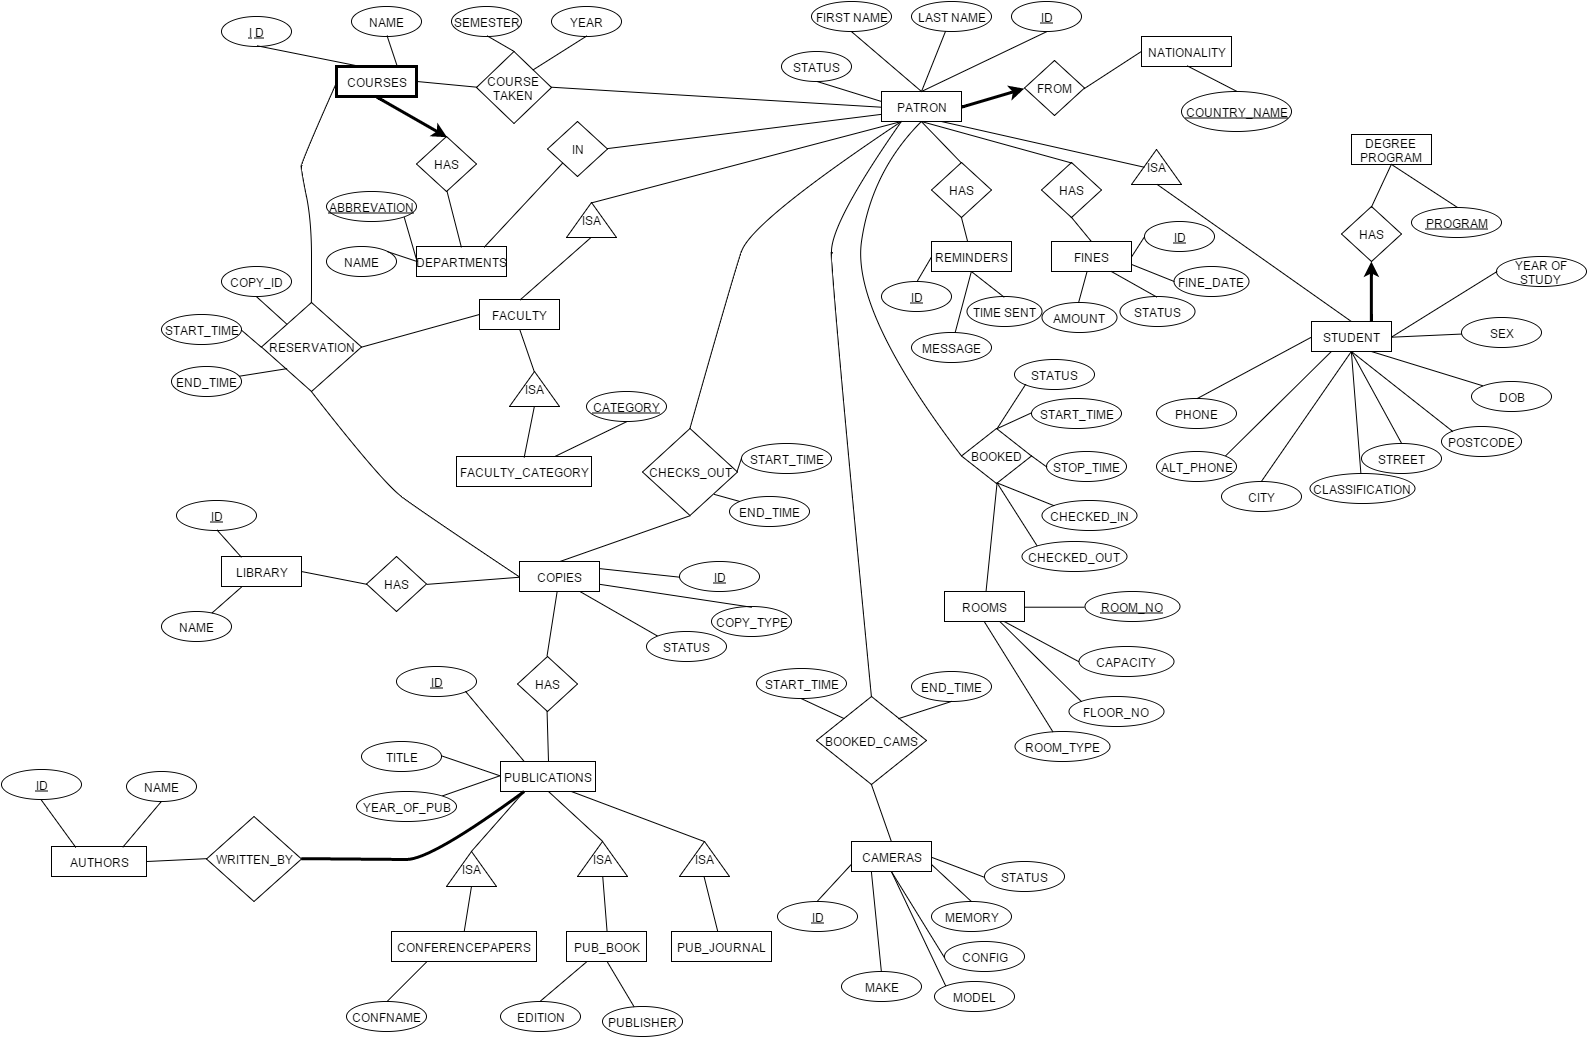 FIRST NAME
LAST NAME
ID
NAME
SEMESTER
YEAR
I D
NATIONALITY
STATUS
COURSES
COURSE
TAKEN
FROM
PATRON
COUNTRY_NAME
DEGREE
PROGRAM
IN
HAS
ISA
HAS
HAS
ABBREVATION
ISA
PROGRAM
HAS
ID
NAME
DEPARTMENTS
REMINDERS
FINES
YEAR OF
STUDY
COPY_ID
FINE_DATE
ID
START_TIME
FACULTY
TIME SENT
AMOUNT
STATUS
STUDENT
SEX
RESERVATION
MESSAGE
END_TIME
ISA
STATUS
DOB
CATEGORY
START_TIME
PHONE
POSTCODE
FACULTY_CATEGORY
CHECKS_OUT
START_TIME
BOOKED
STOP_TIME
ALT_PHONE
STREET
CITY
CLASSIFICATION
ID
END_TIME
CHECKED_IN
CHECKED_OUT
LIBRARY
HAS
COPIES
ID
ROOMS
ROOM_NO
NAME
COPY_TYPE
STATUS
CAPACITY
ID
HAS
START_TIME
END_TIME
FLOOR_NO
BOOKED_CAMS
ROOM_TYPE
TITLE
PUBLICATIONS
ID
NAME
YEAR_OF_PUB
AUTHORS
WRITTEN_BY
ISA
ISA
ISA
CAMERAS
STATUS
ID
MEMORY
CONFERENCEPAPERS
PUB_BOOK
PUB_JOURNAL
CONFIG
MAKE
MODEL
CONFNAME
EDITION
PUBLISHER